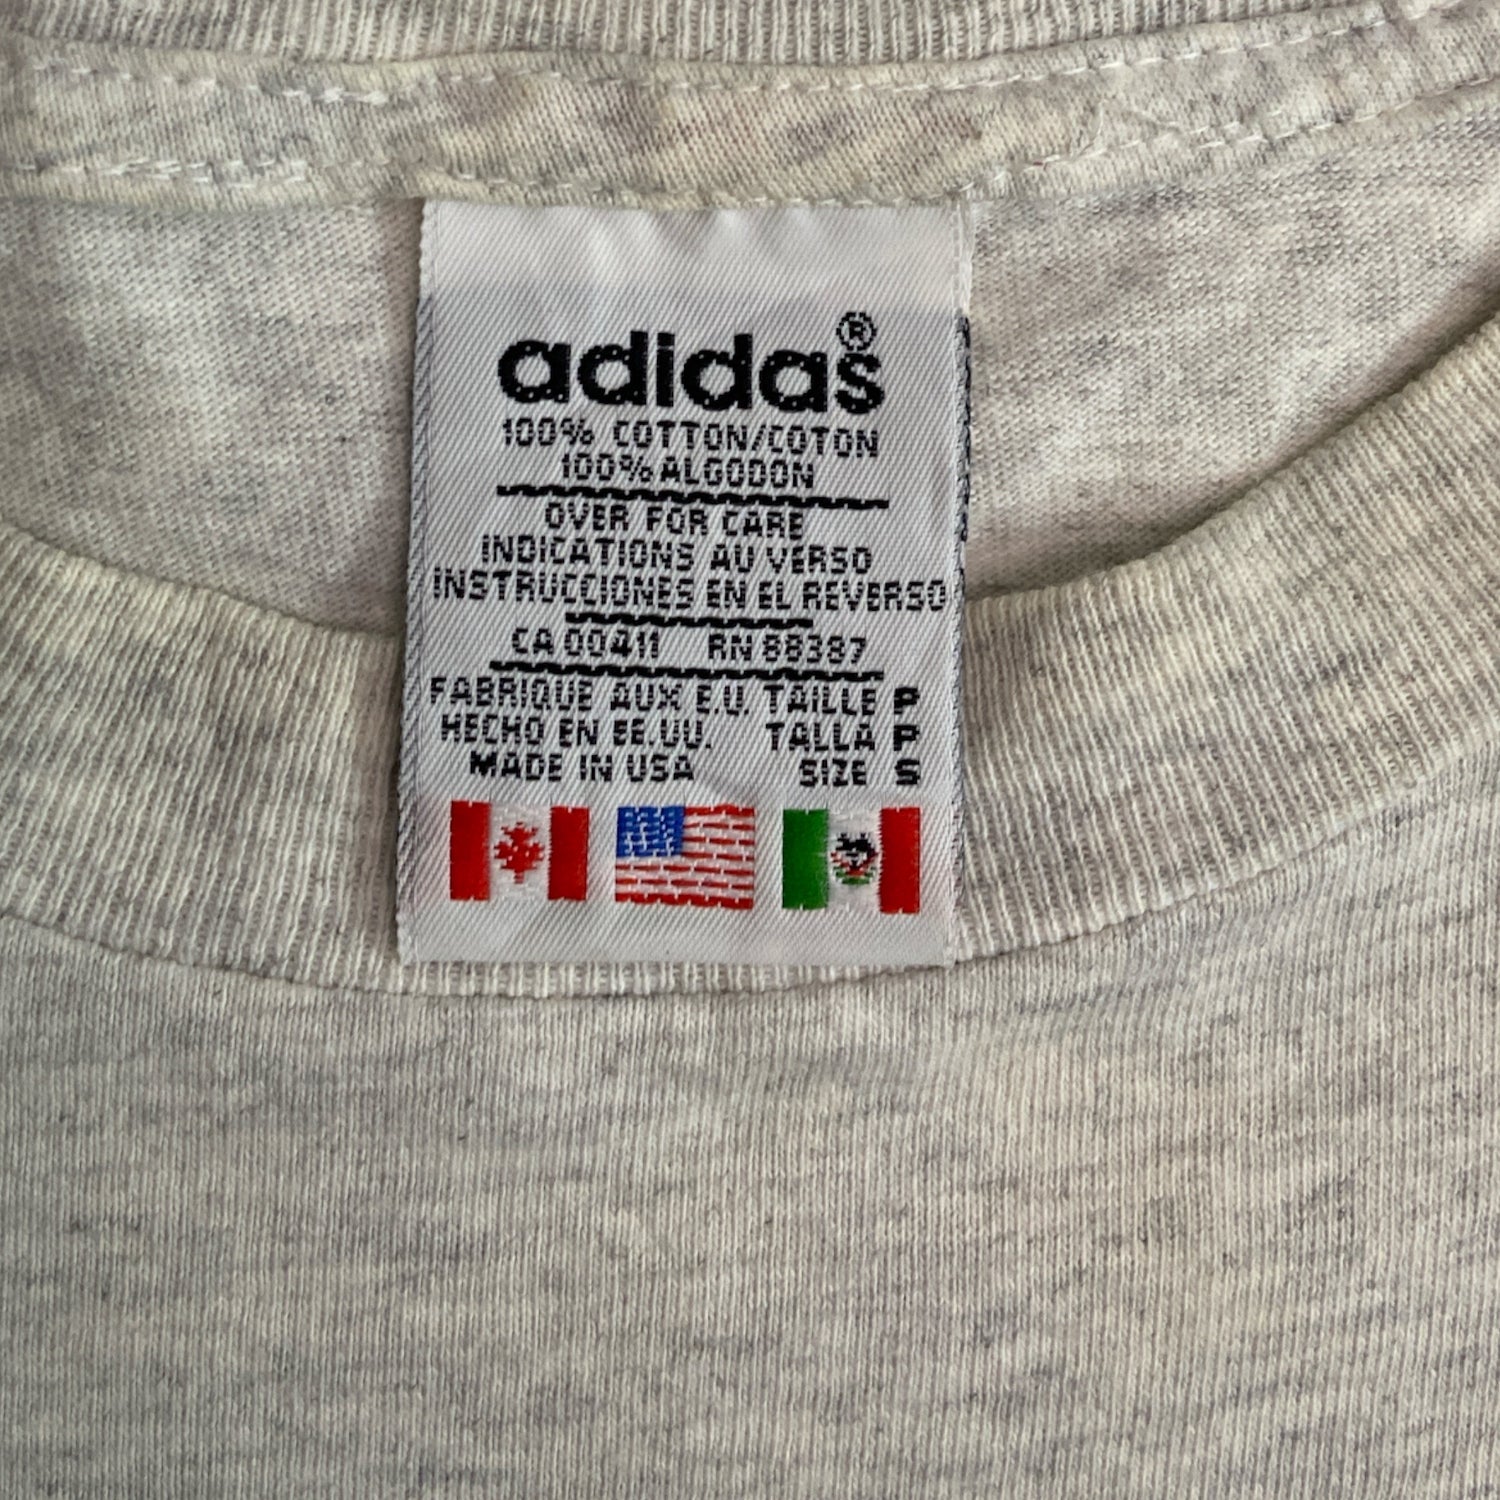 adidas®
100% COTTON/COTON
100% ALGODON
OVER FOR CARE
INDICATIONS AU VERSO
INSTRUCCIONES EN EL REVERSO
CA 00411 RN 88387
FABRIQUE AUX E.U. TAILLE P
HECHO EN EE.UU. TALLA P
MADE IN USA SIZE S